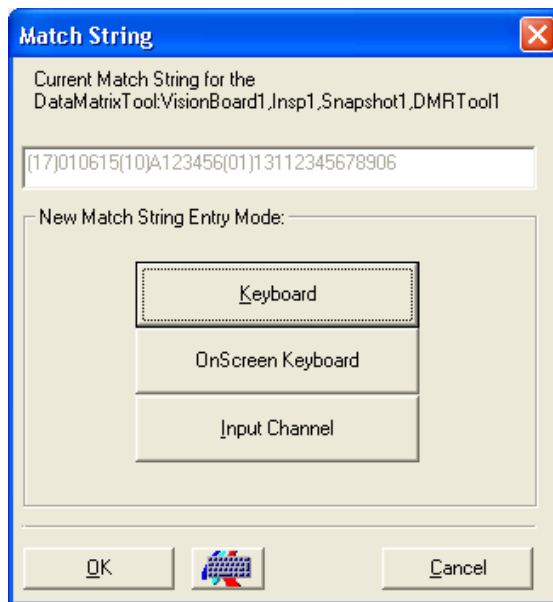 Match String
Current Match String for the
DataMatrixTool:VisionBoard1,Insp1,Snapshot1,DMRTool1
(17)010615(10)A123456(01)13112345678906
New Match String Entry Mode:
Keyboard
OnScreen Keyboard
Input Channel
OK
Cancel